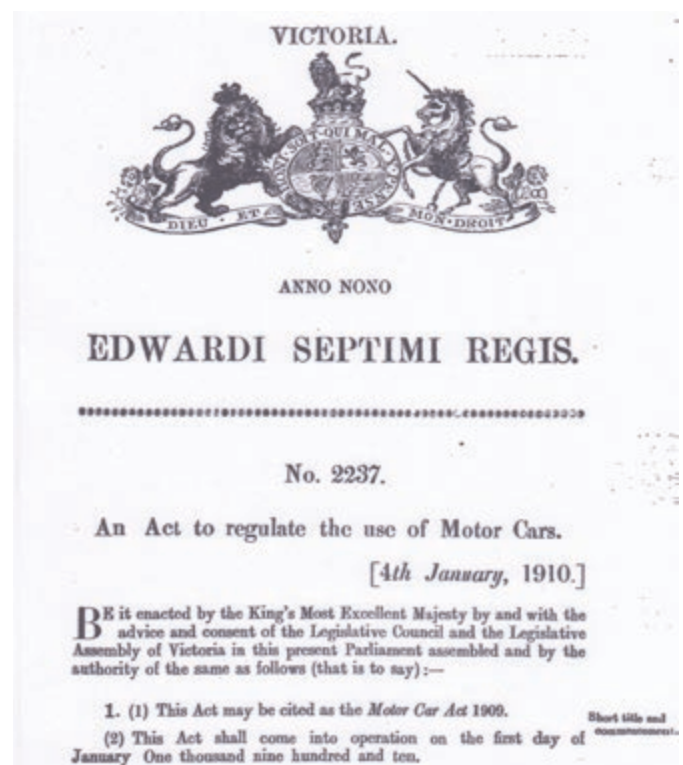 VICTORIA.
HONI · SOIT · QUI MAL · Y · PENSE
DIEU · ET
MON · DROIT
ANNO NONO
EDWARDI SEPTIMI REGIS.
No. 2237.
An Act to regulate the use of Motor Cars.
[4th January, 1910.]
BE it enacted by the King's Most Excellent Majesty by and with the
advice and consent of the Legislative Council and the Legislative
Assembly of Victoria in this present Parliament assembled and by the
authority of the same as follows (that is to say):—
1. (1) This Act may be cited as the Motor Car Act 1909.
Short title and
commencement.
(2) This Act shall come into operation on the first day of
January One thousand nine hundred and ten.